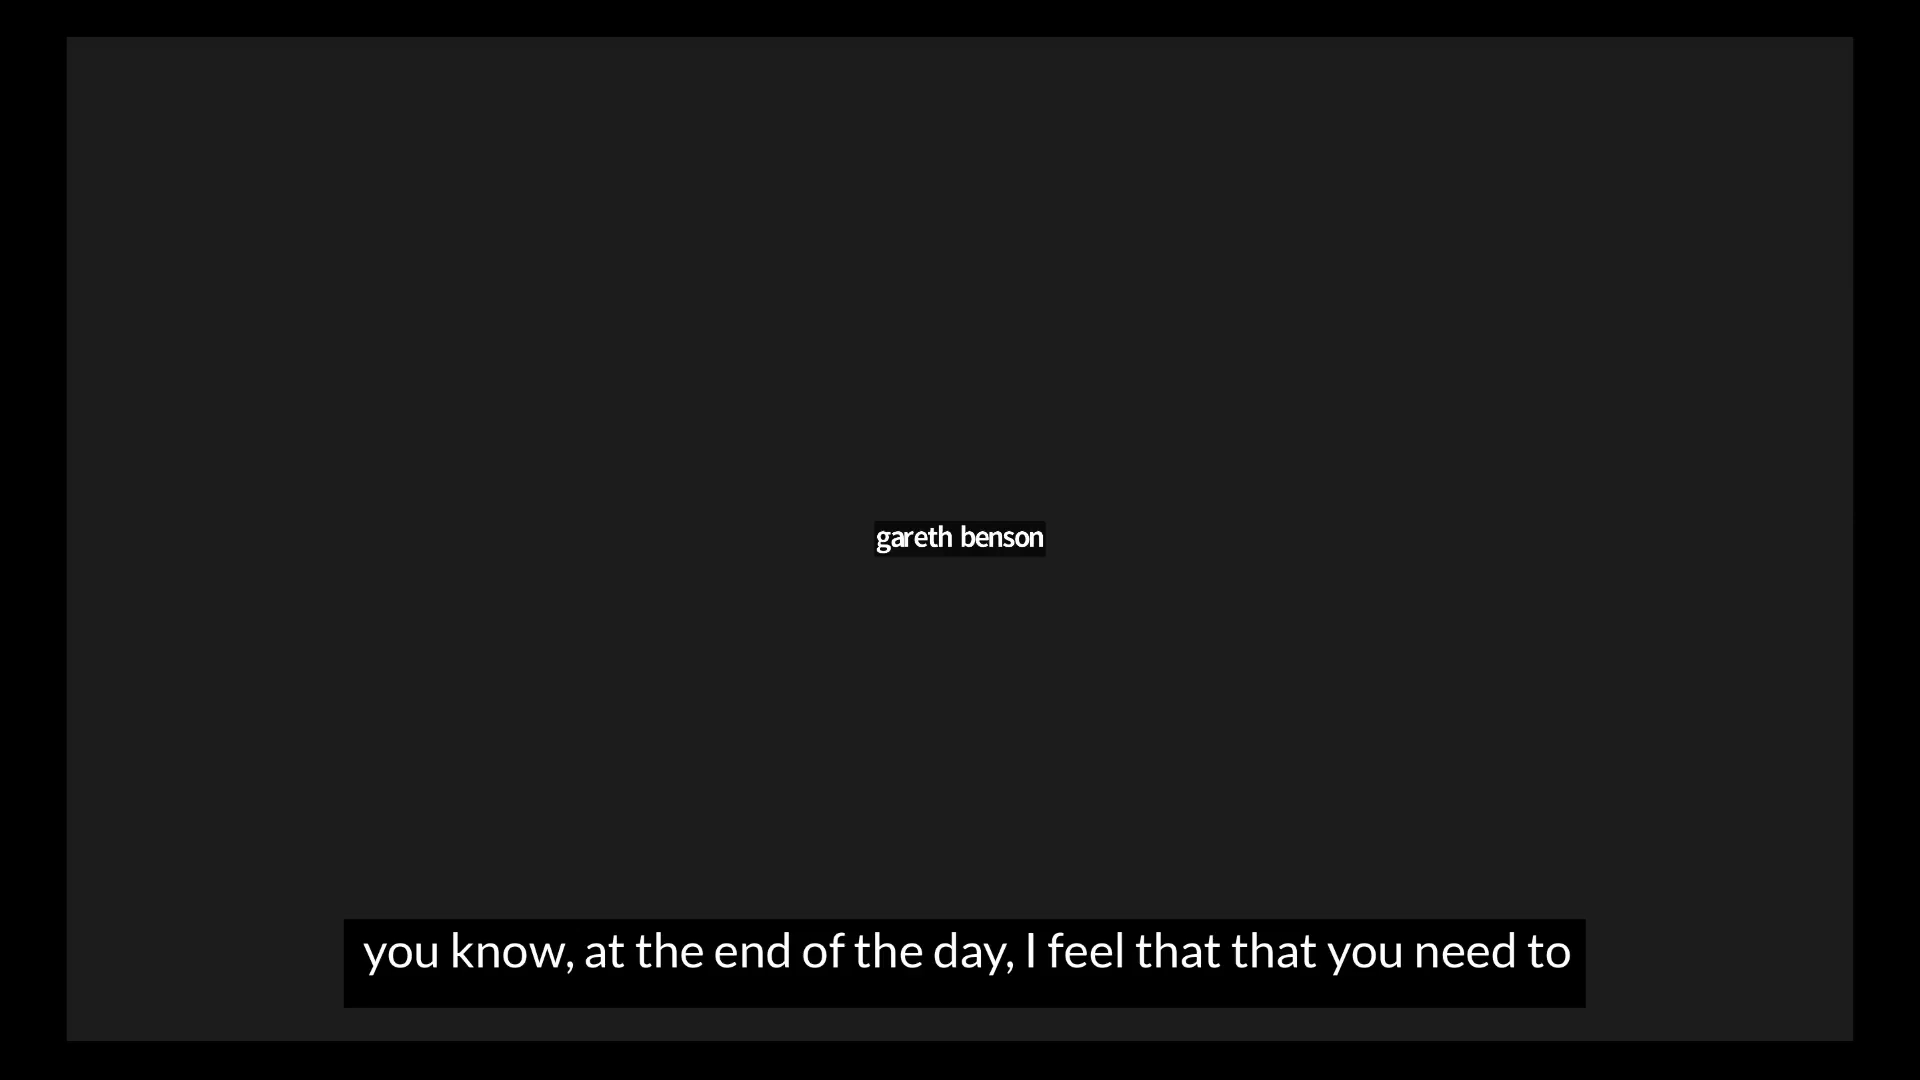 gareth benson
you know, at the end of the day, I feel that that you need to